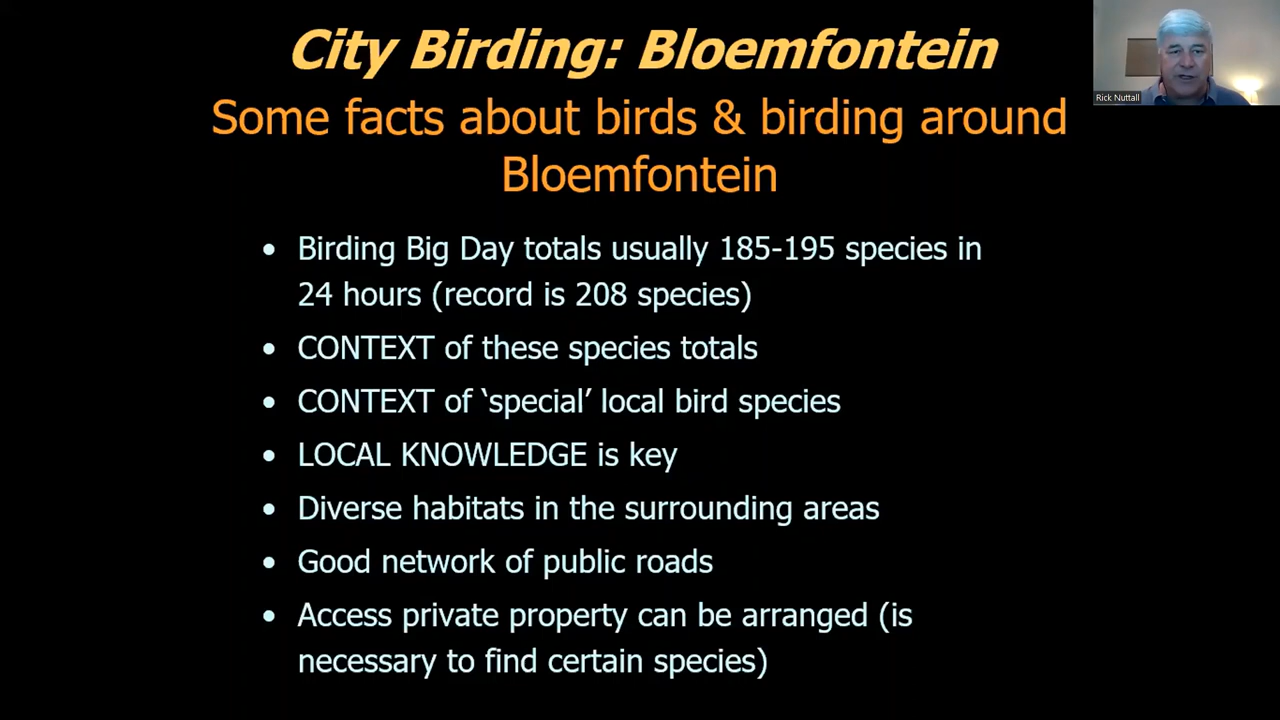 City Birding: Bloemfontein
Rick Nuttall
Some facts about birds & birding around
Bloemfontein
• Birding Big Day totals usually 185-195 species in
24 hours (record is 208 species)
• CONTEXT of these species totals
• CONTEXT of ‘special’ local bird species
• LOCAL KNOWLEDGE is key
• Diverse habitats in the surrounding areas
• Good network of public roads
• Access private property can be arranged (is
necessary to find certain species)